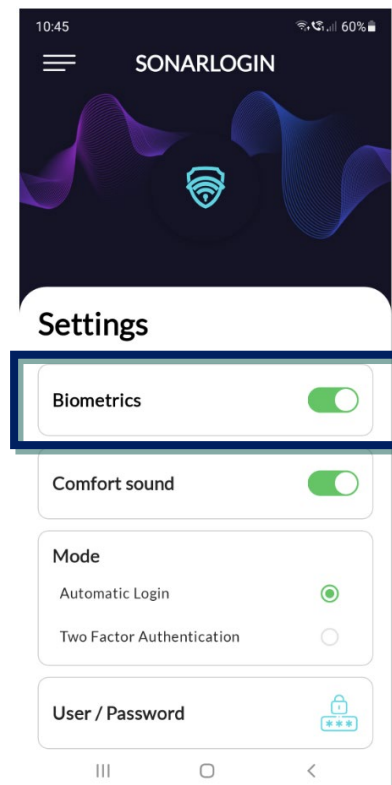 10:45 60%
SONARLOGIN
Settings
Biometrics
Comfort sound
Mode
Automatic Login
Two Factor Authentication
User / Password
***